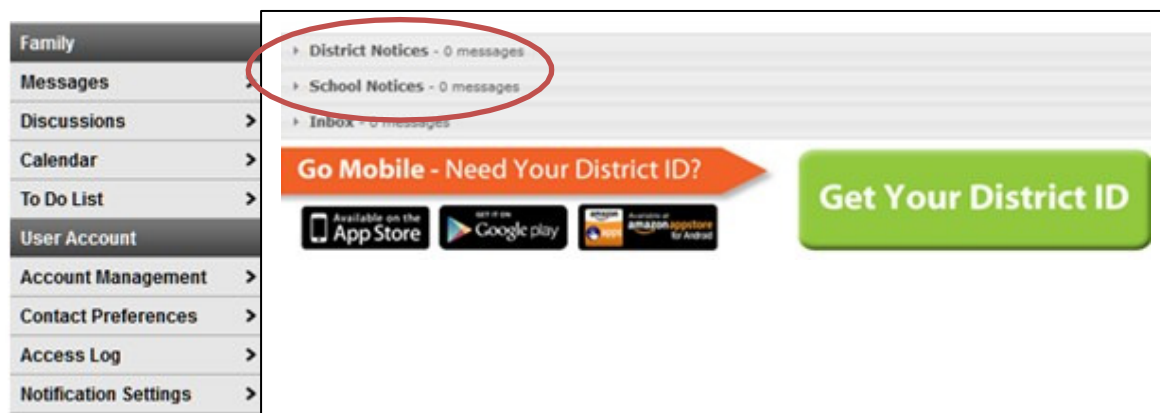 Family
Messages
Discussions
Calendar
To Do List
User Account
Account Management
Contact Preferences
Access Log
Notification Settings
District Notices - 0 messages
School Notices - 0 messages
Inbox - 0 messages
Go Mobile - Need Your District ID?
Available on the
App Store
GET IT ON
Google play
amazon
apps
Available at
amazon appstore
for Android
Get Your District ID